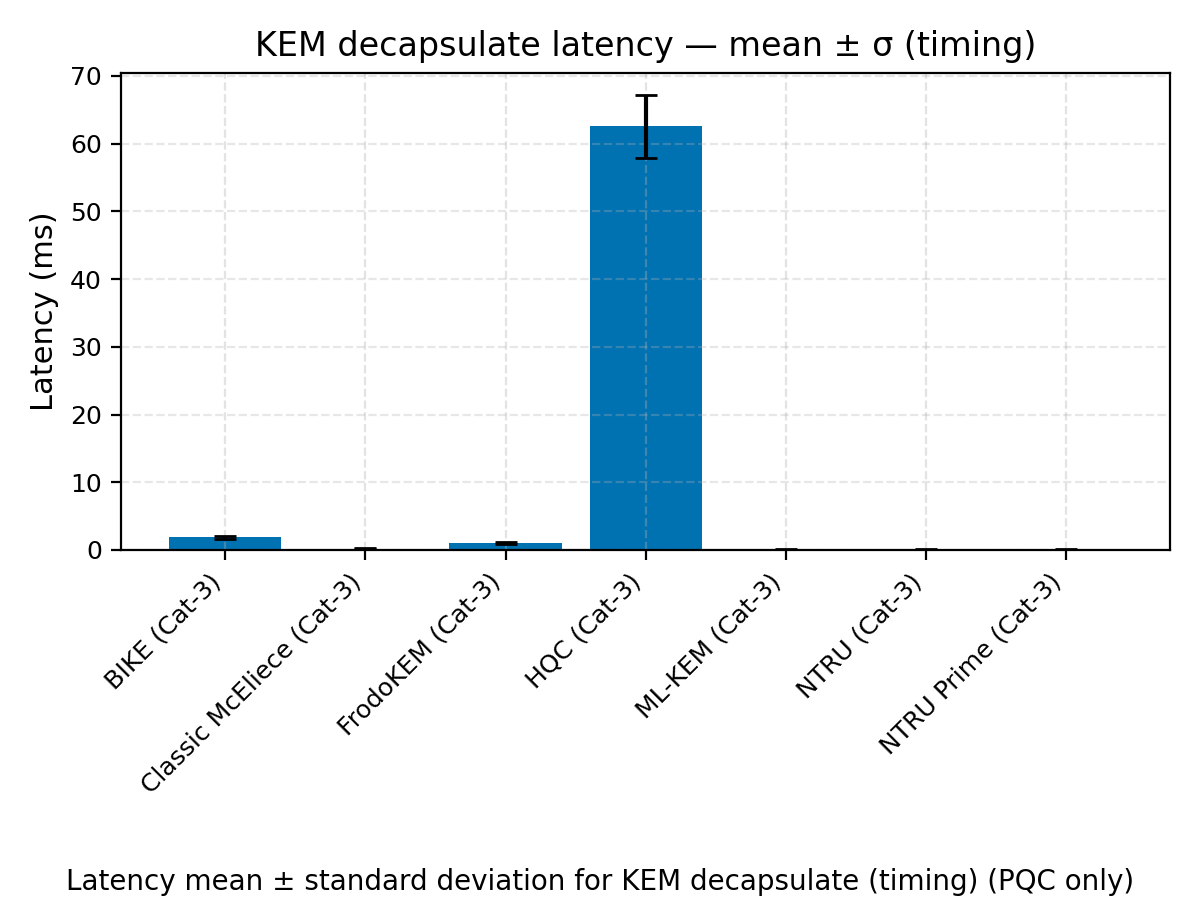 KEM decapsulate latency — mean ± σ (timing)
Latency (ms)
70
60
50
40
30
20
10
0
BIKE (Cat-3)
Classic McEliece (Cat-3)
FrodoKEM (Cat-3)
HQC (Cat-3)
ML-KEM (Cat-3)
NTRU (Cat-3)
NTRU Prime (Cat-3)
Latency mean ± standard deviation for KEM decapsulate (timing) (PQC only)